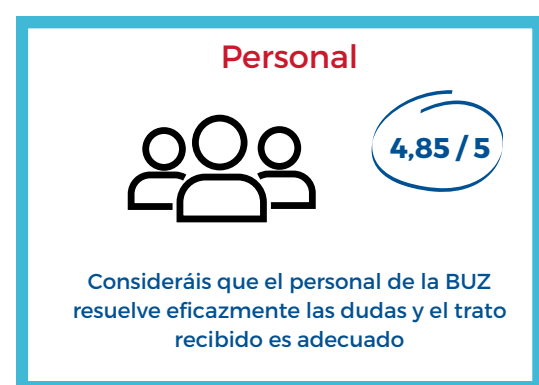 Personal
4,85 / 5
Consideráis que el personal de la BUZ
resuelve eficazmente las dudas y el trato
recibido es adecuado